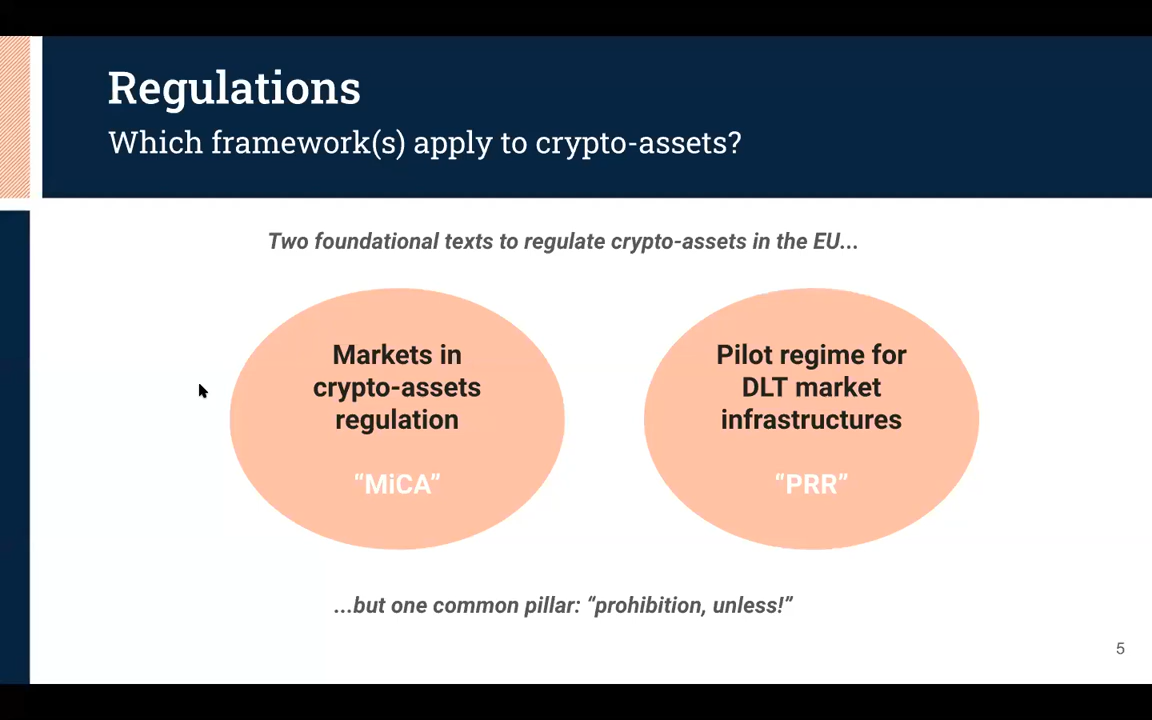 Regulations
Which framework(s) apply to crypto-assets?
Two foundational texts to regulate crypto-assets in the EU...
Markets in
crypto-assets
regulation
“MiCA”
Pilot regime for
DLT market
infrastructures
“PRR”
...but one common pillar: “prohibition, unless!”
5